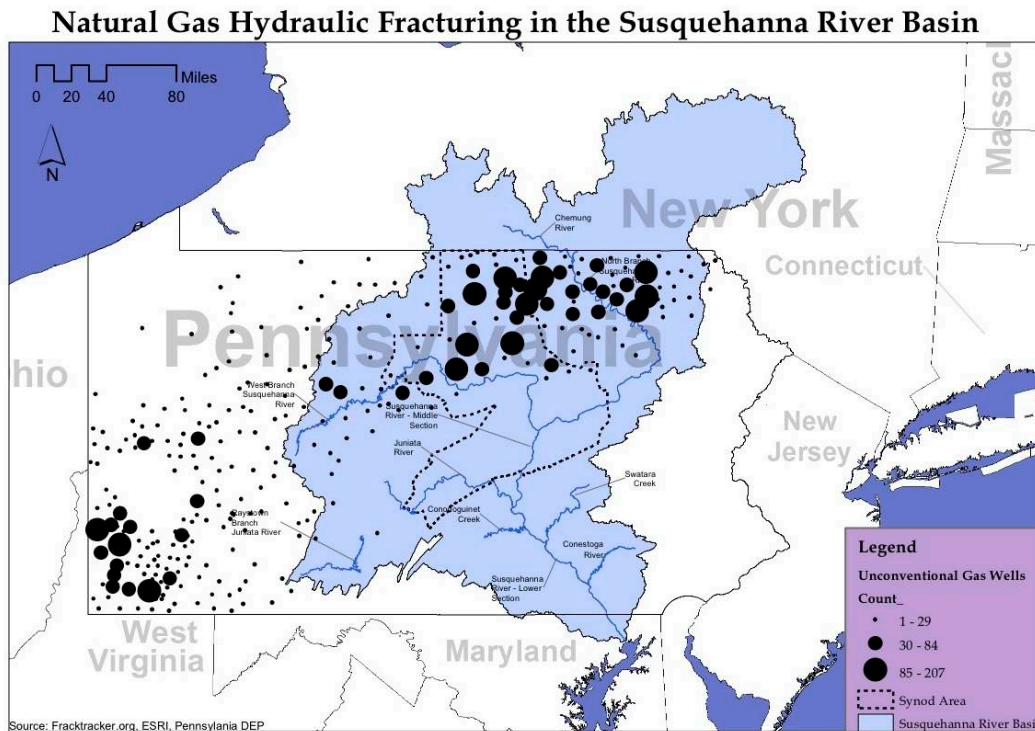 Natural Gas Hydraulic Fracturing in the Susquehanna River Basin
Massach
Miles
0 20 40 80
N
New York
Chemung
River
North Branch
Susquehanna
Connecticut
Pennsylvania
hio
West Branch
Susquehanna
River
Susquehanna
River - Middle
Section
New
Jersey
Juniata
River
Swatara
Creek
Raystown
Branch
Juniata River
Conodoguinet
Creek
Conestoga
River
Susquehanna
River - Lower
Section
West
Virginia
Maryland
Legend
Unconventional Gas Wells
Count_
1 - 29
30 - 84
85 - 207
Synod Area
Susquehanna River Basi
Source: Fracktracker.org, ESRI, Pennsylania DEP